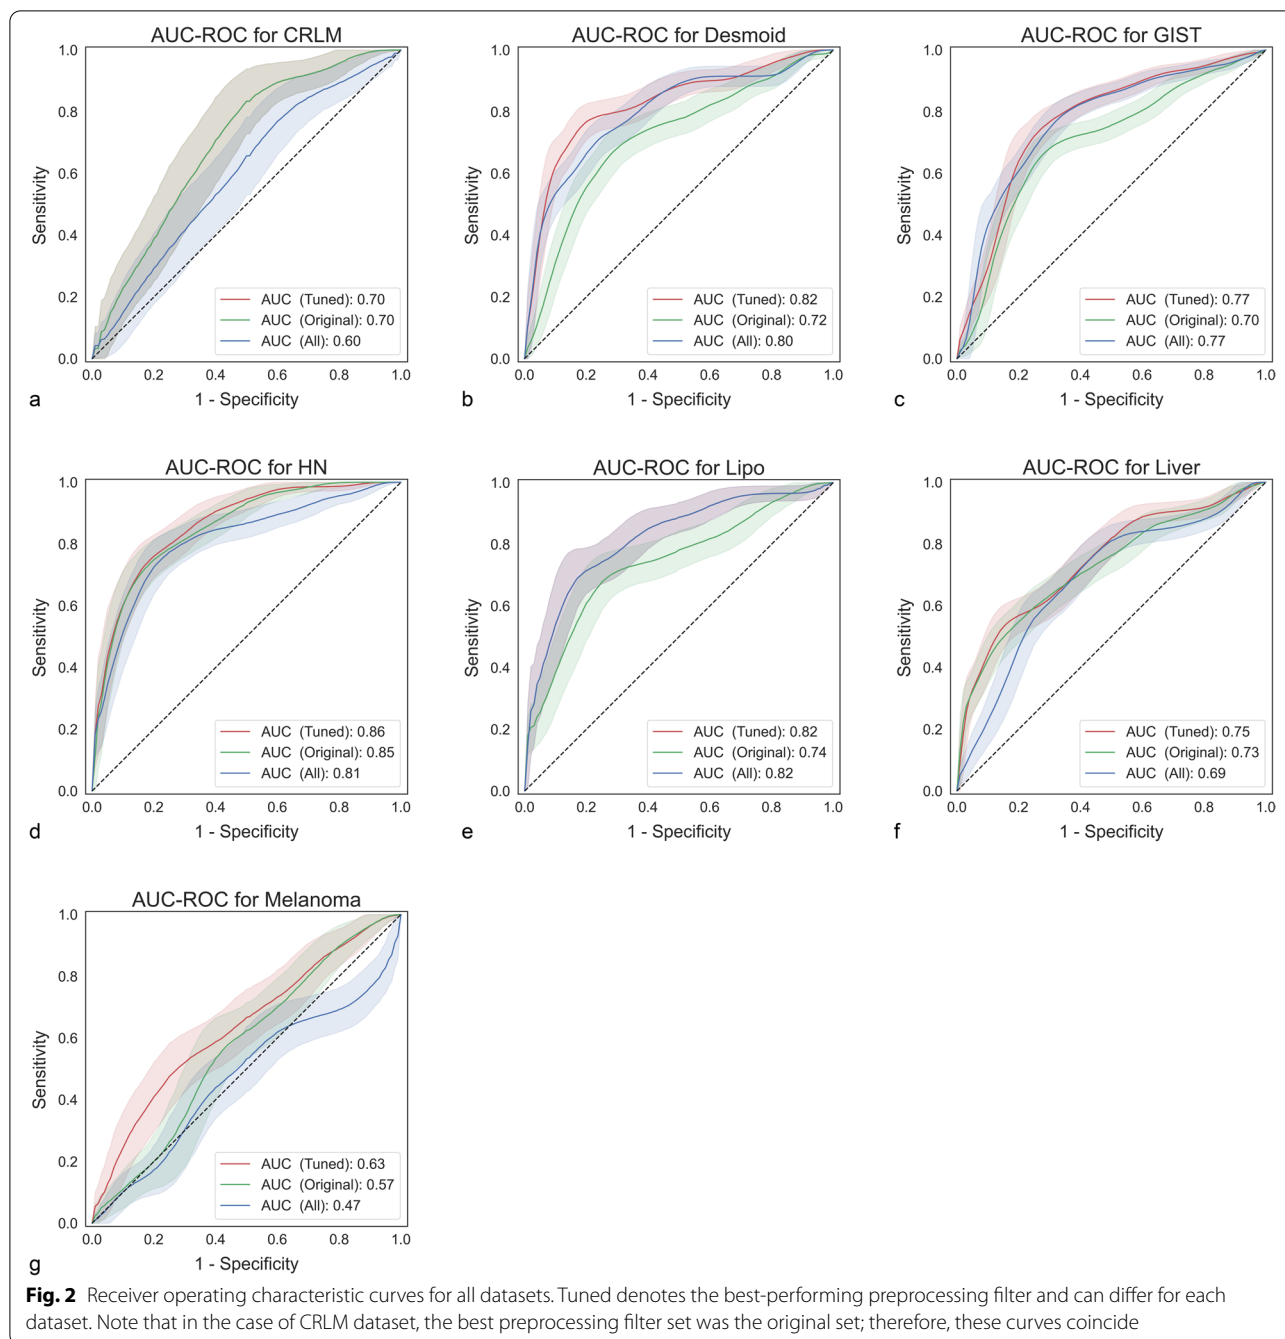 AUC-ROC for CRLM
1.0
0.8
0.6
0.4
0.2
0.0
Sensitivity
AUC (Tuned): 0.70
AUC (Original): 0.70
AUC (All): 0.60
0.0 0.2 0.4 0.6 0.8 1.0
1 - Specificity
a
AUC-ROC for Desmoid
1.0
0.8
0.6
0.4
0.2
0.0
Sensitivity
AUC (Tuned): 0.82
AUC (Original): 0.72
AUC (All): 0.80
0.0 0.2 0.4 0.6 0.8 1.0
1 - Specificity
b
AUC-ROC for GIST
1.0
0.8
0.6
0.4
0.2
0.0
Sensitivity
AUC (Tuned): 0.77
AUC (Original): 0.70
AUC (All): 0.77
0.0 0.2 0.4 0.6 0.8 1.0
1 - Specificity
c
AUC-ROC for HN
1.0
0.8
0.6
0.4
0.2
0.0
Sensitivity
AUC (Tuned): 0.86
AUC (Original): 0.85
AUC (All): 0.81
0.0 0.2 0.4 0.6 0.8 1.0
1 - Specificity
d
AUC-ROC for Lipo
1.0
0.8
0.6
0.4
0.2
0.0
Sensitivity
AUC (Tuned): 0.82
AUC (Original): 0.74
AUC (All): 0.82
0.0 0.2 0.4 0.6 0.8 1.0
1 - Specificity
e
AUC-ROC for Liver
1.0
0.8
0.6
0.4
0.2
0.0
Sensitivity
AUC (Tuned): 0.75
AUC (Original): 0.73
AUC (All): 0.69
0.0 0.2 0.4 0.6 0.8 1.0
1 - Specificity
f
AUC-ROC for Melanoma
1.0
0.8
0.6
0.4
0.2
0.0
Sensitivity
AUC (Tuned): 0.63
AUC (Original): 0.57
AUC (All): 0.47
0.0 0.2 0.4 0.6 0.8 1.0
1 - Specificity
g
Fig. 2 Receiver operating characteristic curves for all datasets. Tuned denotes the best-performing preprocessing filter and can differ for each
dataset. Note that in the case of CRLM dataset, the best preprocessing filter set was the original set; therefore, these curves coincide